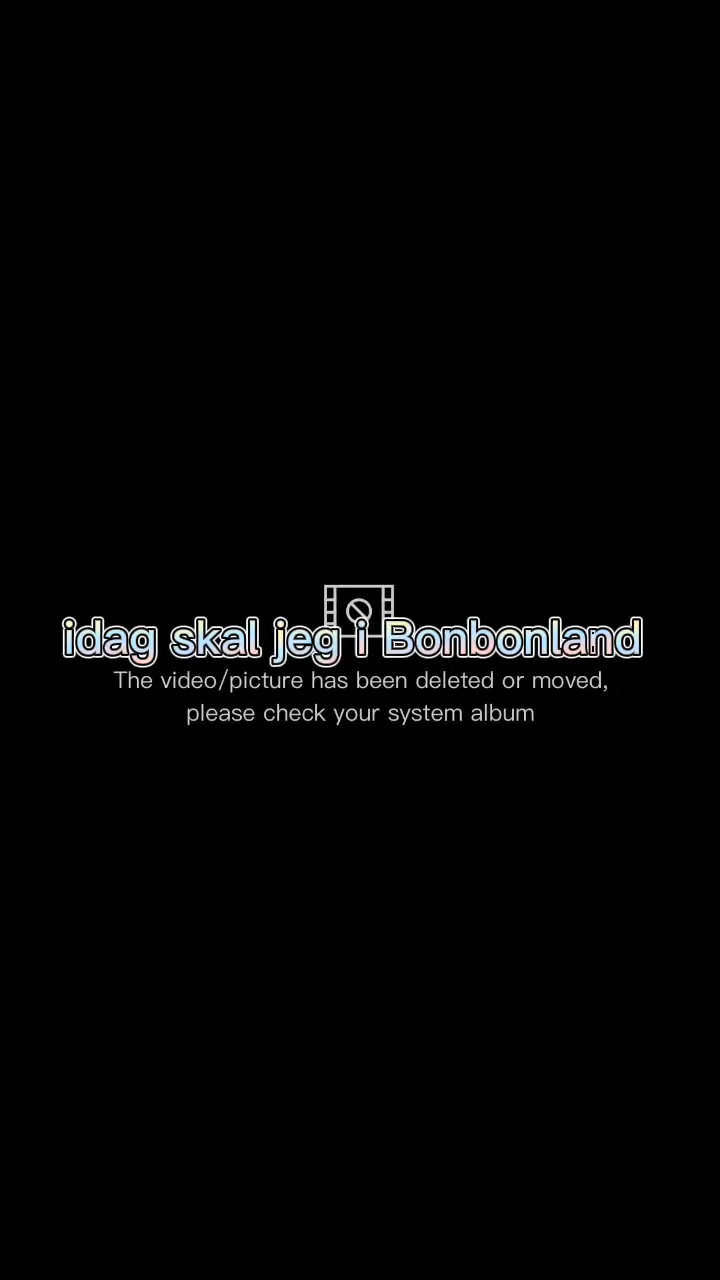 idag skal jeg i Bonbonland
The video/picture has been deleted or moved,
please check your system album